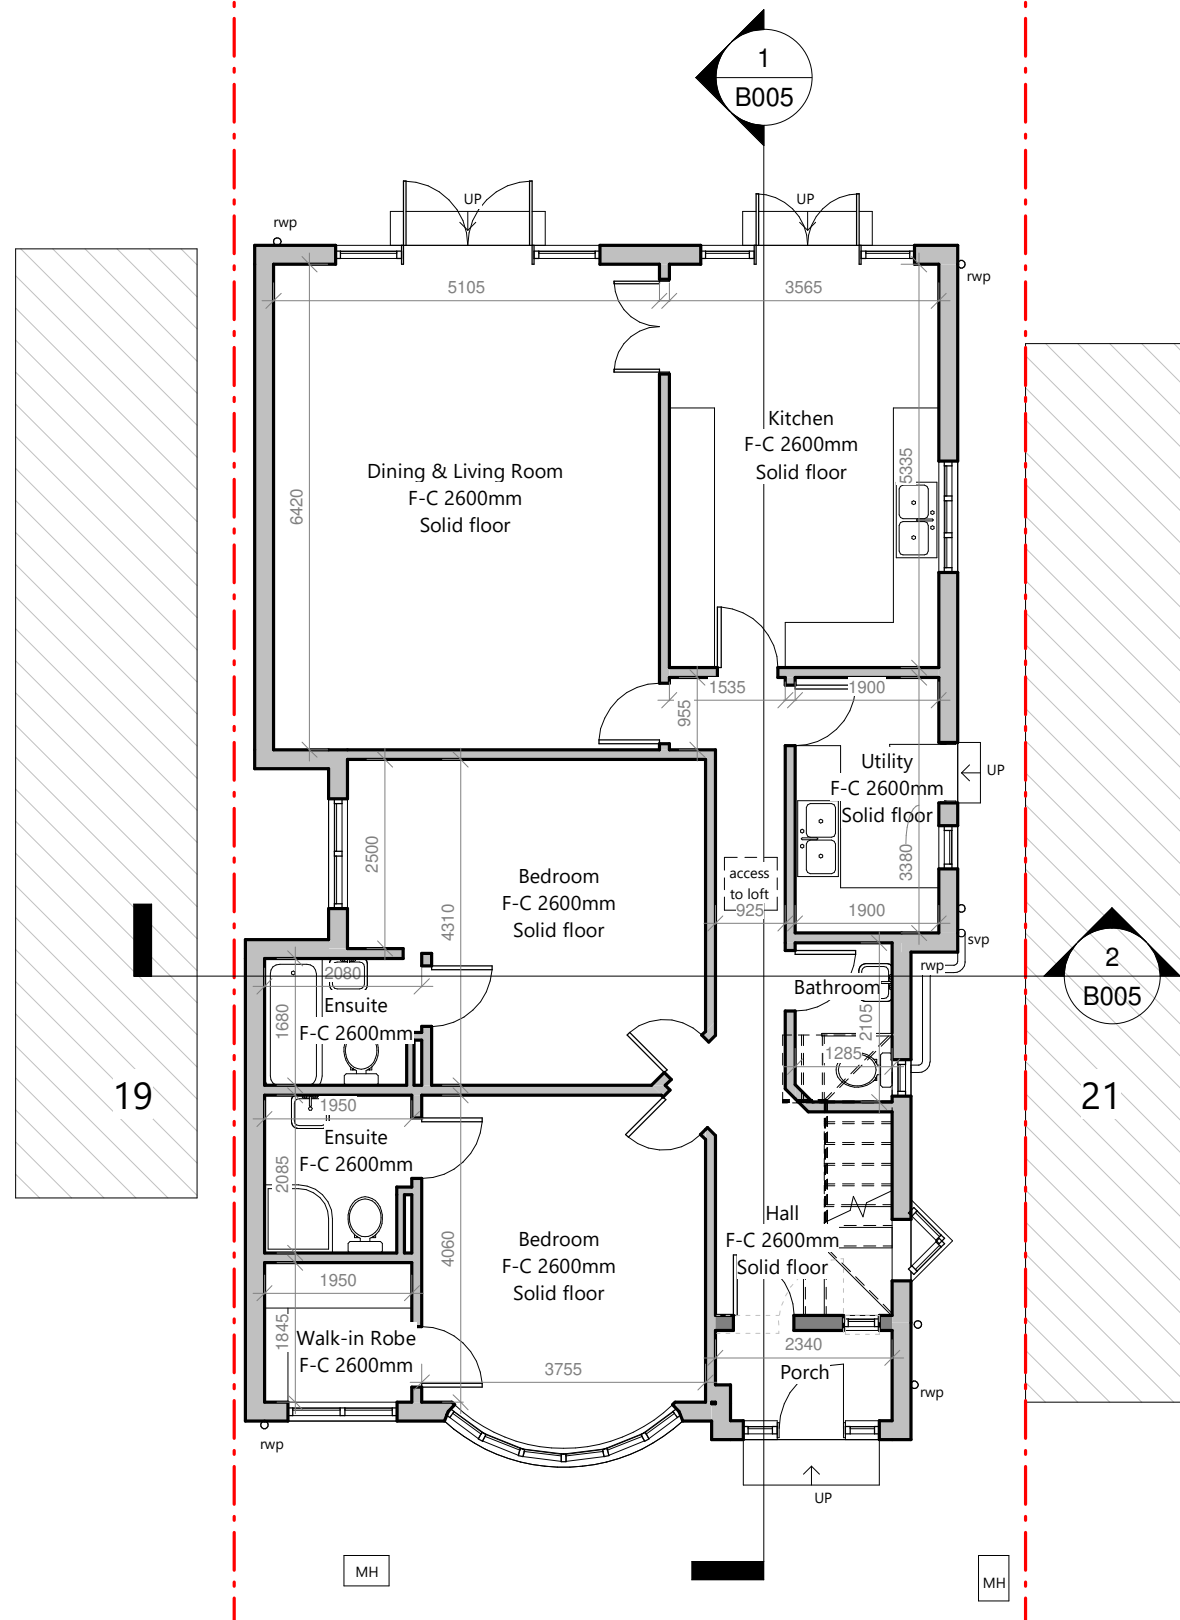 1
B005
UP
UP
rwp
rwp
5105
3565
Kitchen
F-C 2600mm
Solid floor
5335
Dining & Living Room
F-C 2600mm
Solid floor
6420
1535
1900
955
Utility
F-C 2600mm
Solid floor
UP
3380
2500
4310
Bedroom
F-C 2600mm
Solid floor
access
to loft
925
1900
svp
rwp
2
B005
2080
Ensuite
F-C 2600mm
1680
Bathroom
2105
1285
19
21
1950
Ensuite
F-C 2600mm
2085
4060
Bedroom
F-C 2600mm
Solid floor
Hall
F-C 2600mm
Solid floor
1950
1845
Walk-in Robe
F-C 2600mm
3755
2340
Porch
rwp
rwp
UP
MH
MH